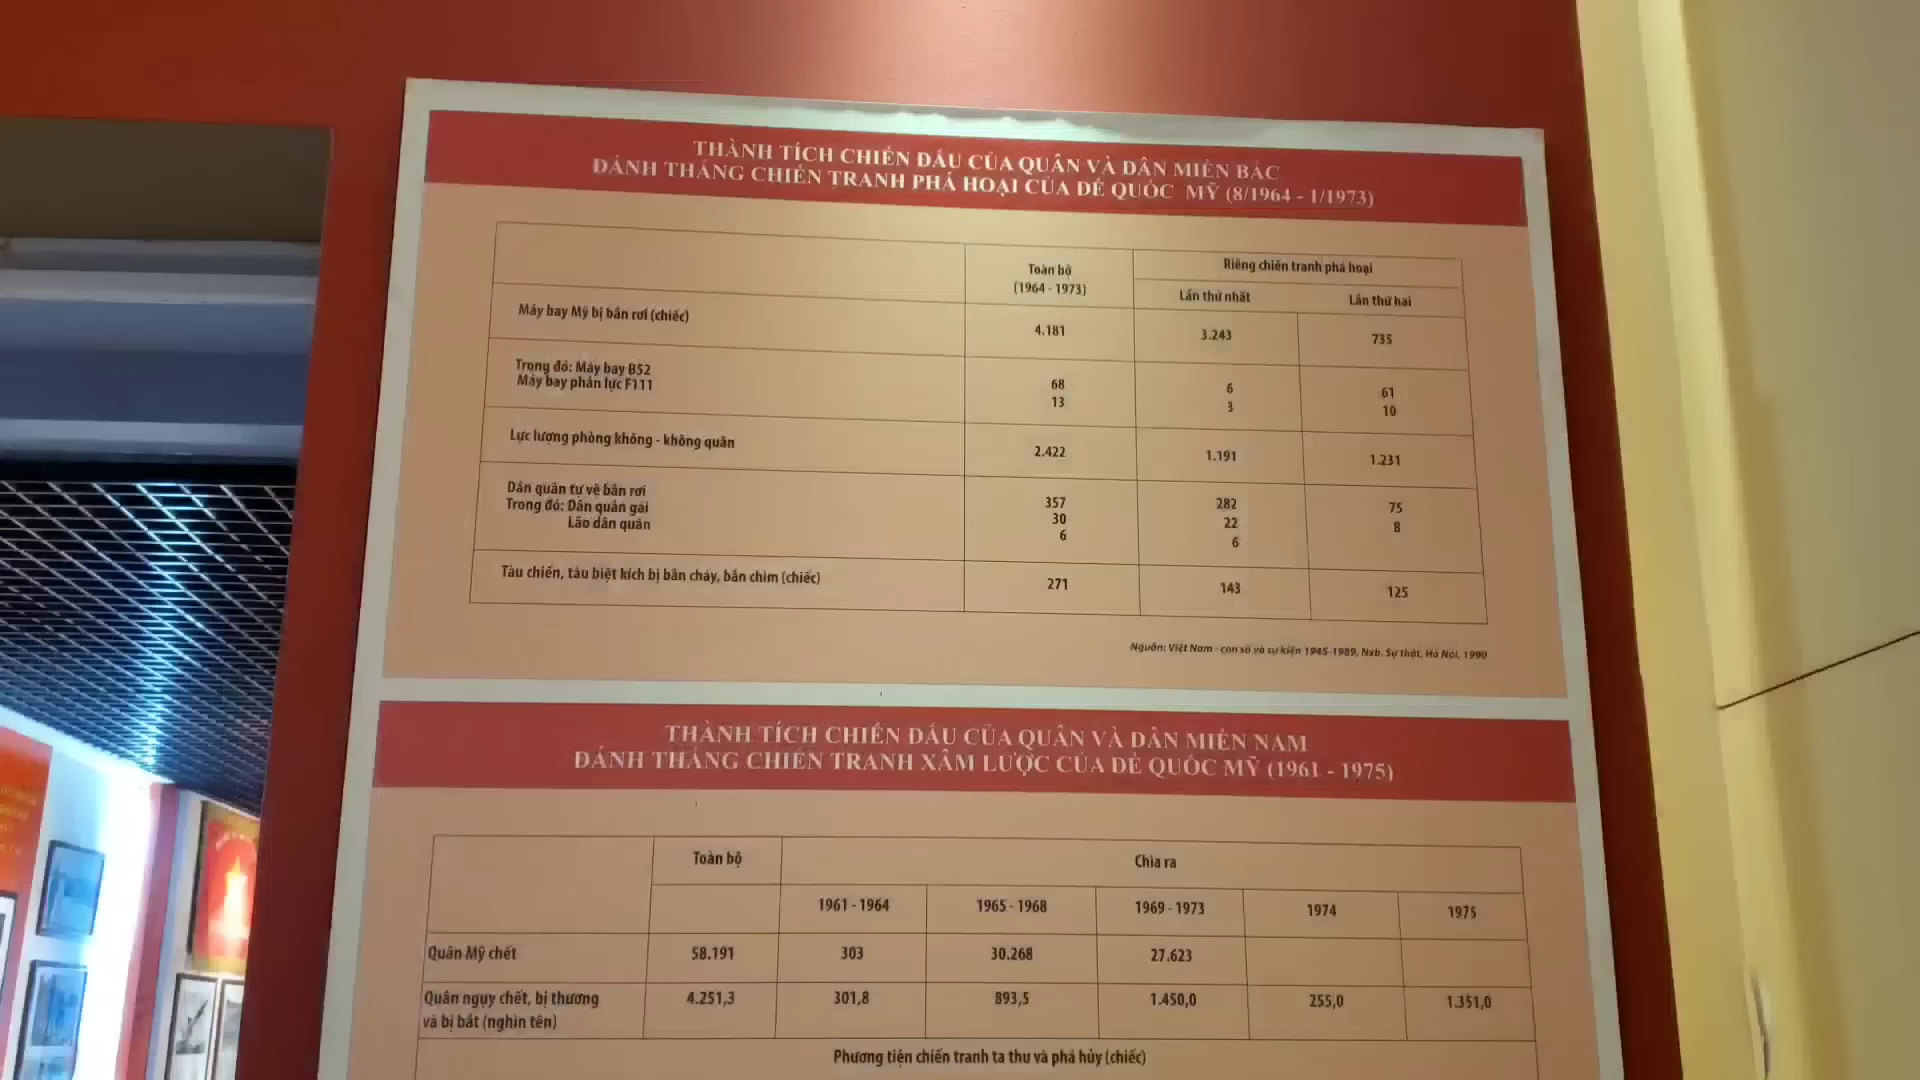 THÀNH TÍCH CHIẾN ĐẤU CỦA QUÂN VÀ DÂN MIỀN BẮC
ĐÁNH THẮNG CHIẾN TRANH PHÁ HOẠI CỦA ĐẾ QUỐC MỸ (8/1964 - 1/1973)
Toàn bộ
(1964 - 1973)
Riêng chiến tranh phá hoại
Lần thứ nhất
Lần thứ hai
Máy bay Mỹ bị bắn rơi (chiếc)
4.181
3.243
735
Trong đó: Máy bay B52
68
6
61
Máy bay phản lực F111
13
3
10
Lực lượng phòng không - không quân
2.422
1.191
1.231
Dân quân tự vệ bắn rơi
357
282
75
Trong đó: Dân quân gái
30
22
8
Lão dân quân
6
6
Tàu chiến, tàu biệt kích bị bắn cháy, bắn chìm (chiếc)
271
143
125
Nguồn: Việt Nam - con số và sự kiện 1945-1989, Nxb. Sự thật, Hà Nội, 1990
THÀNH TÍCH CHIẾN ĐẤU CỦA QUÂN VÀ DÂN MIỀN NAM
ĐÁNH THẮNG CHIẾN TRANH XÂM LƯỢC CỦA ĐẾ QUỐC MỸ (1961 - 1975)
Toàn bộ
Chia ra
1961 - 1964
1965 - 1968
1969 - 1973
1974
1975
Quân Mỹ chết
58.191
303
30.268
27.623
Quân ngụy chết, bị thương
và bị bắt (nghìn tên)
4.251,3
301,8
893,5
1.450,0
255,0
1.351,0
Phương tiện chiến tranh ta thu và phá hủy (chiếc)